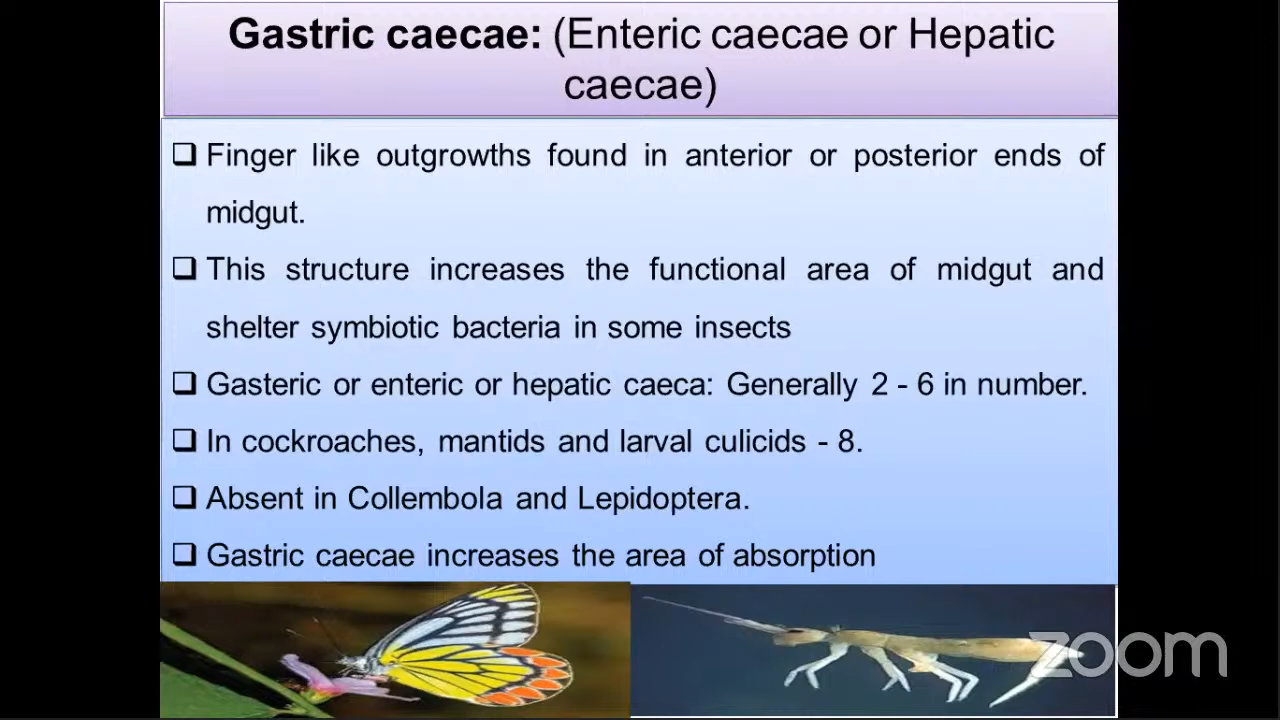 Gastric caecae: (Enteric caecae or Hepatic
caecae)
Finger like outgrowths found in anterior or posterior ends of
midgut.
This structure increases the functional area of midgut and
shelter symbiotic bacteria in some insects
Gasteric or enteric or hepatic caeca: Generally 2 - 6 in number.
In cockroaches, mantids and larval culicids - 8.
Absent in Collembola and Lepidoptera.
Gastric caecae increases the area of absorption
zoom